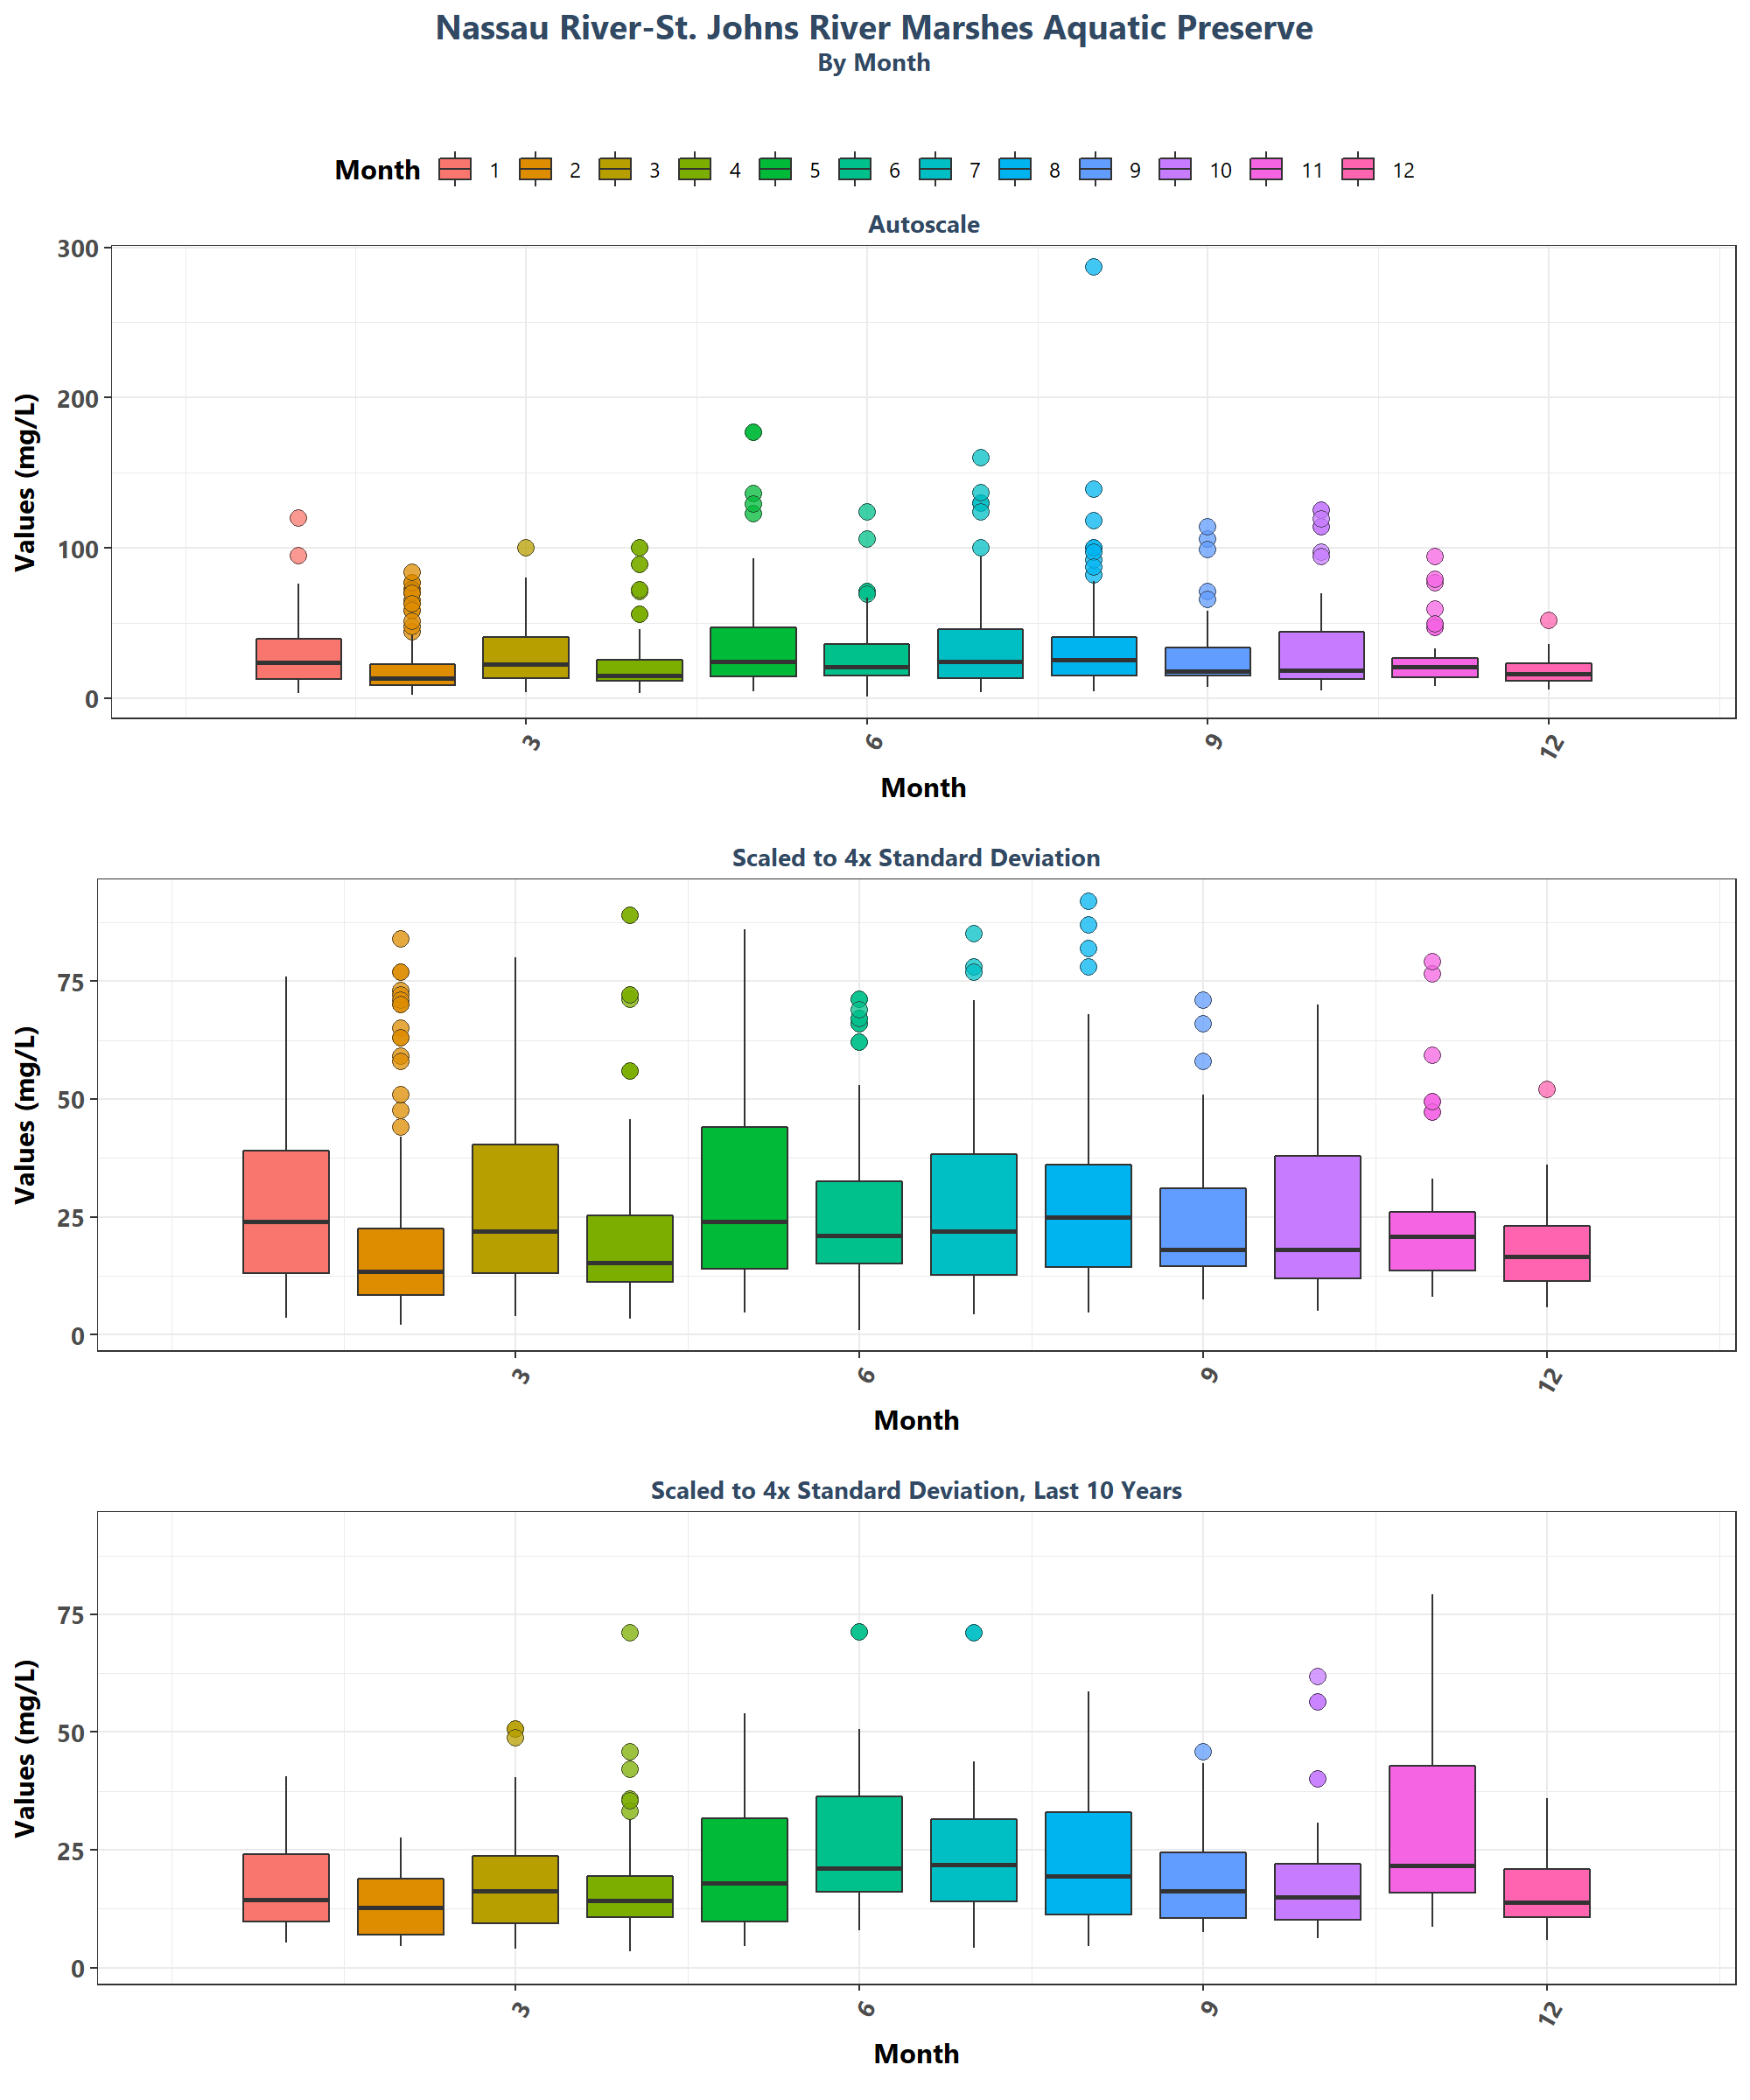 Nassau River-St. Johns River Marshes Aquatic Preserve
By Month
Month 1 2 3 4 5 6 7 8 9 10 11 12
Autoscale
Values (mg/L)
300
200
100
0
3 6 9 12
Month
Scaled to 4x Standard Deviation
Values (mg/L)
75
50
25
0
3 6 9 12
Month
Scaled to 4x Standard Deviation, Last 10 Years
Values (mg/L)
75
50
25
0
3 6 9 12
Month